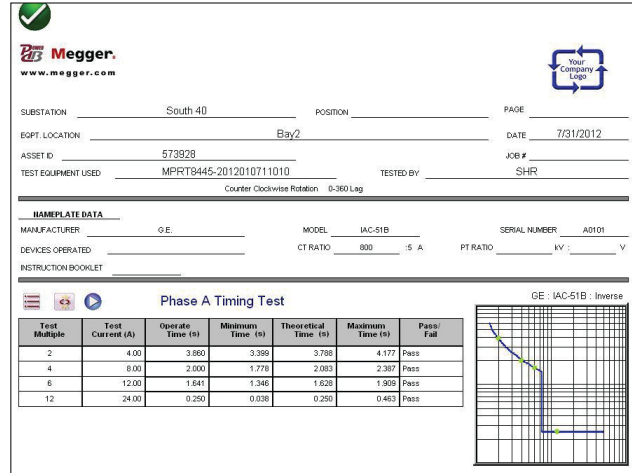 Power DB Megger.
www.megger.com
Your Company Logo
SUBSTATION South 40 POSITION PAGE
EQPT. LOCATION Bay2 DATE 7/31/2012
ASSET ID 573928 JOB #
TEST EQUIPMENT USED MPRT8445-2012010711010 TESTED BY SHR
Counter Clockwise Rotation 0-360 Lag
NAMEPLATE DATA
MANUFACTURER G.E. MODEL IAC-51B SERIAL NUMBER A0101
DEVICES OPERATED CT RATIO 800 :5 A PT RATIO kV : V
INSTRUCTION BOOKLET
Phase A Timing Test
GE : IAC-51B : Inverse
Test Multiple Test Current (A) Operate Time (s) Minimum Time (s) Theoretical Time (s) Maximum Time (s) Pass/ Fail
2 4.00 3.860 3.399 3.788 4.177 Pass
4 8.00 2.000 1.778 2.083 2.387 Pass
6 12.00 1.641 1.346 1.628 1.909 Pass
12 24.00 0.250 0.038 0.250 0.463 Pass